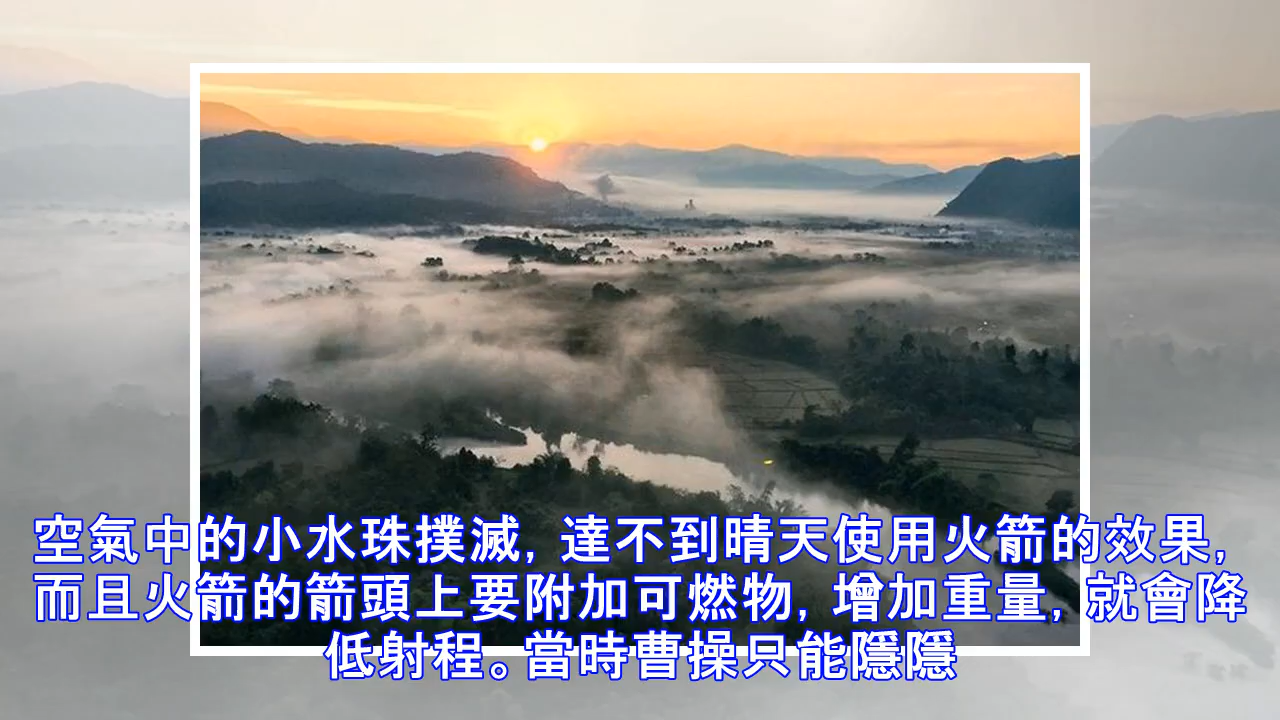 空氣中的小水珠撲滅, 達不到晴天使用火箭的效果,
而且火箭的箭頭上要附加可燃物, 增加重量, 就會降
低射程。當時曹操只能隱隱